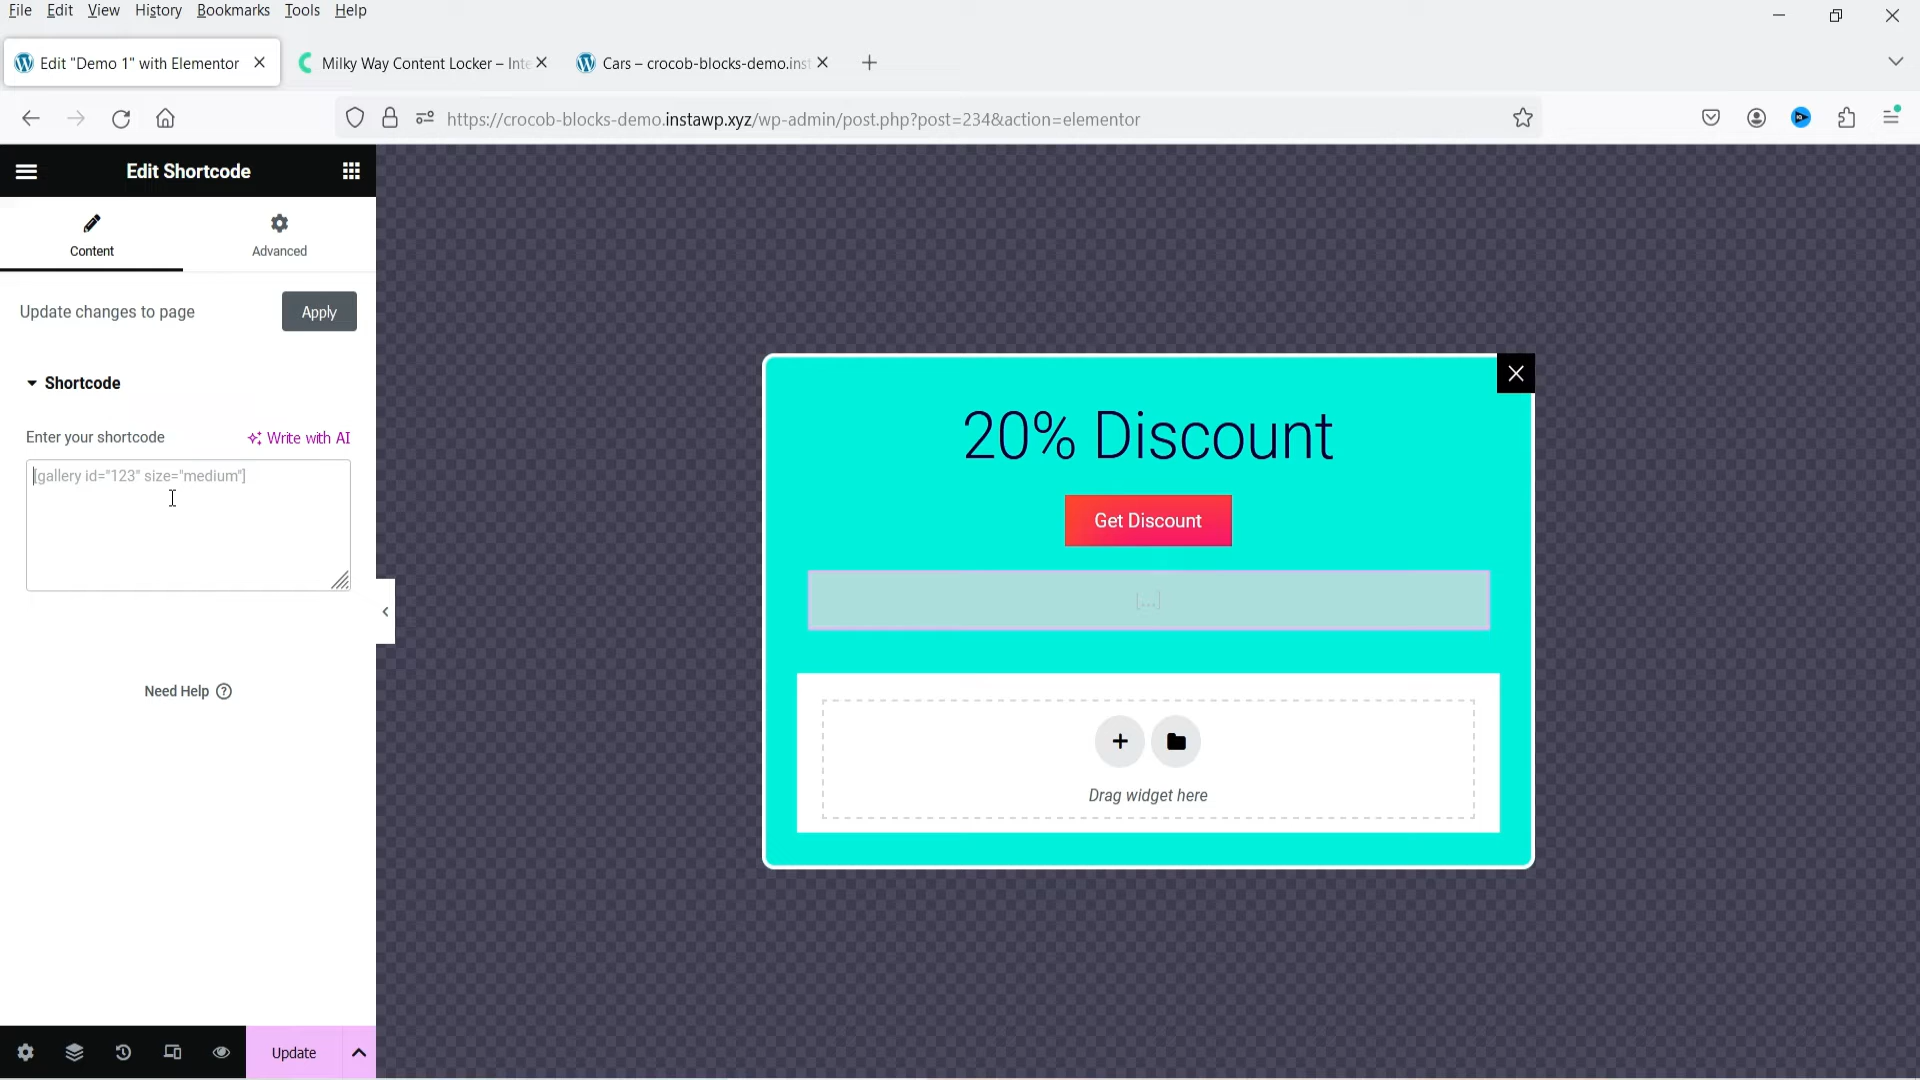 File Edit View History Bookmarks Tools Help
Edit "Demo 1" with Elementor
Milky Way Content Locker – Inte
Cars – crocob-blocks-demo.inst
https://crocob-blocks-demo.instawp.xyz/wp-admin/post.php?post=234&action=elementor
Edit Shortcode
Content
Advanced
Update changes to page
Apply
Shortcode
Enter your shortcode
Write with AI
[gallery id="123" size="medium"]
Need Help ?
Update
20% Discount
Get Discount
[...]
Drag widget here